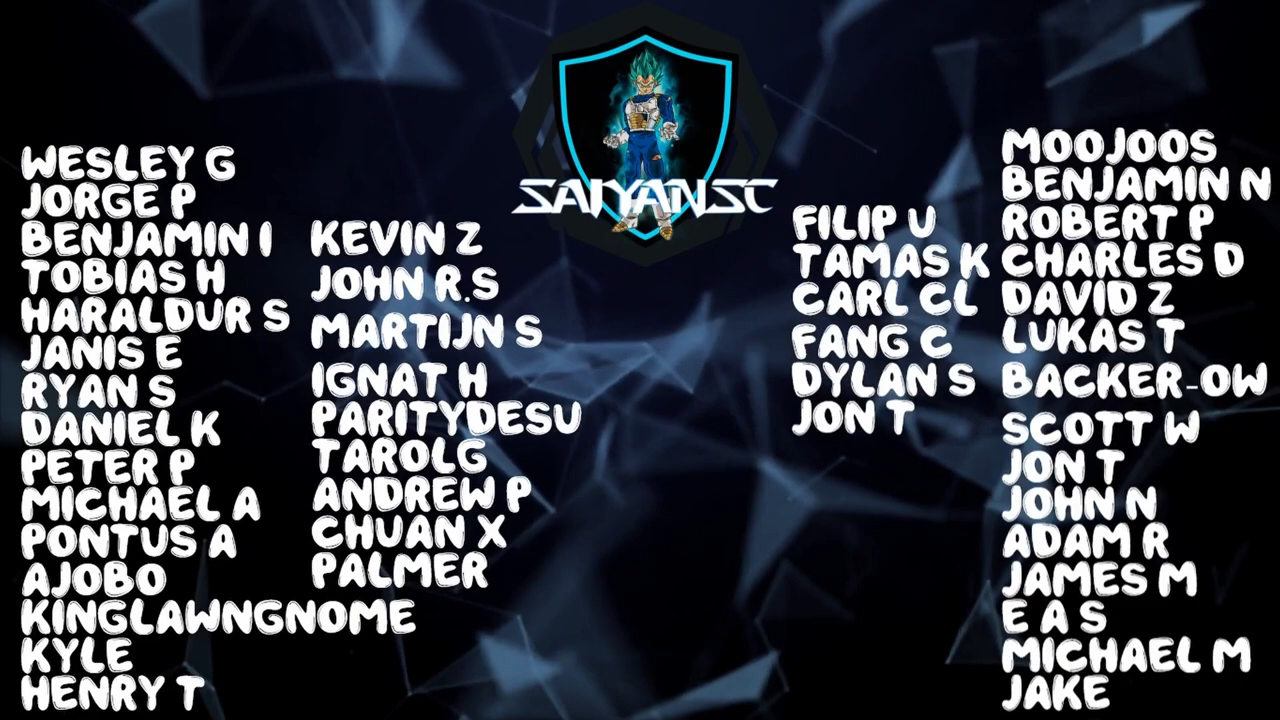 SAIYANSC
WESLEY G
JORGE P
BENJAMIN I
TOBIAS H
HARALDUR S
JANIS E
RYAN S
DANIEL K
PETER P
MICHAEL A
PONTUS A
AJOBO
KINGLAWNGNOME
KYLE
HENRY T
KEVIN Z
JOHN R.S
MARTIJN S
IGNAT H
PARITYDESU
TAROLG
ANDREW P
CHUAN X
PALMER
FILIP U
TAMAS K
CARL CL
FANG C
DYLAN S
JON T
MOOJOOS
BENJAMIN N
ROBERT P
CHARLES D
DAVID Z
LUKAS T
BACKER-OW
SCOTT W
JON T
JOHN N
ADAM R
JAMES M
E A S
MICHAEL M
JAKE